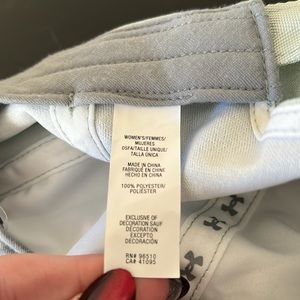 WOMEN'S/FEMMES/
MUJERES
OSFA/TAILLE UNIQUE/
TALLA ÚNICA
MADE IN CHINA
FABRIQUÉ EN CHINE
HECHO EN CHINA
100% POLYESTER/
POLIÉSTER
EXCLUSIVE OF
DECORATION SAUF
DÉCORATION
EXCEPTO
DECORACIÓN
RN# 96510
CA# 41095